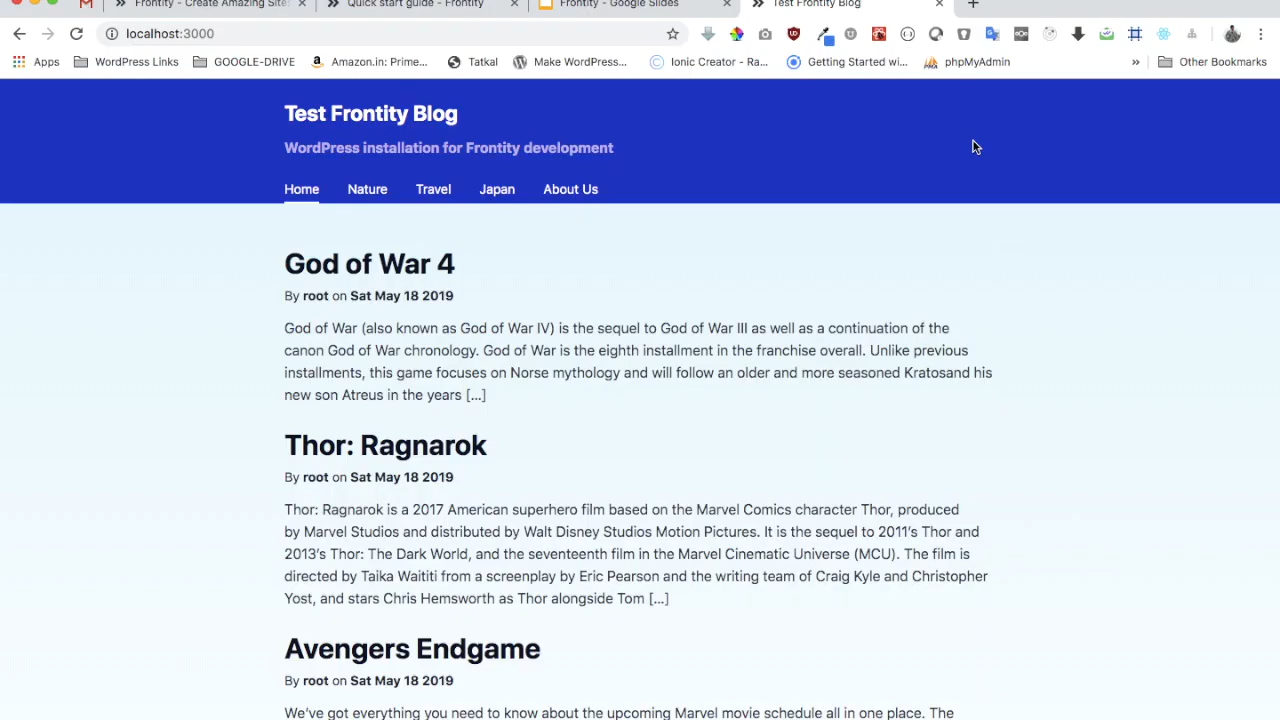 Frontity - Create Amazing Site
Quick start guide - Frontity
Frontity - Google Slides
Test Frontity Blog
localhost:3000
Apps
WordPress Links
GOOGLE-DRIVE
Amazon.in: Prime...
Tatkal
Make WordPress...
Ionic Creator - Ra...
Getting Started wi...
phpMyAdmin
»
Other Bookmarks
Test Frontity Blog
WordPress installation for Frontity development
Home Nature Travel Japan About Us
God of War 4
By root on Sat May 18 2019
God of War (also known as God of War IV) is the sequel to God of War III as well as a continuation of the
canon God of War chronology. God of War is the eighth installment in the franchise overall. Unlike previous
installments, this game focuses on Norse mythology and will follow an older and more seasoned Kratosand his
new son Atreus in the years [...]
Thor: Ragnarok
By root on Sat May 18 2019
Thor: Ragnarok is a 2017 American superhero film based on the Marvel Comics character Thor, produced
by Marvel Studios and distributed by Walt Disney Studios Motion Pictures. It is the sequel to 2011's Thor and
2013's Thor: The Dark World, and the seventeenth film in the Marvel Cinematic Universe (MCU). The film is
directed by Taika Waititi from a screenplay by Eric Pearson and the writing team of Craig Kyle and Christopher
Yost, and stars Chris Hemsworth as Thor alongside Tom [...]
Avengers Endgame
By root on Sat May 18 2019
We've got everything you need to know about the upcoming Marvel movie schedule all in one place. The